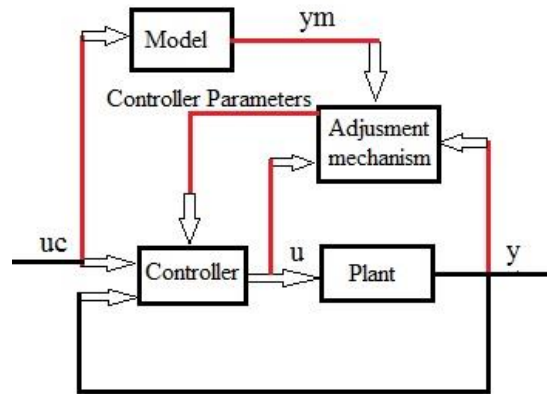 ym
Model
Controller Parameters
Adjusment
mechanism
uc
u
y
Controller
Plant